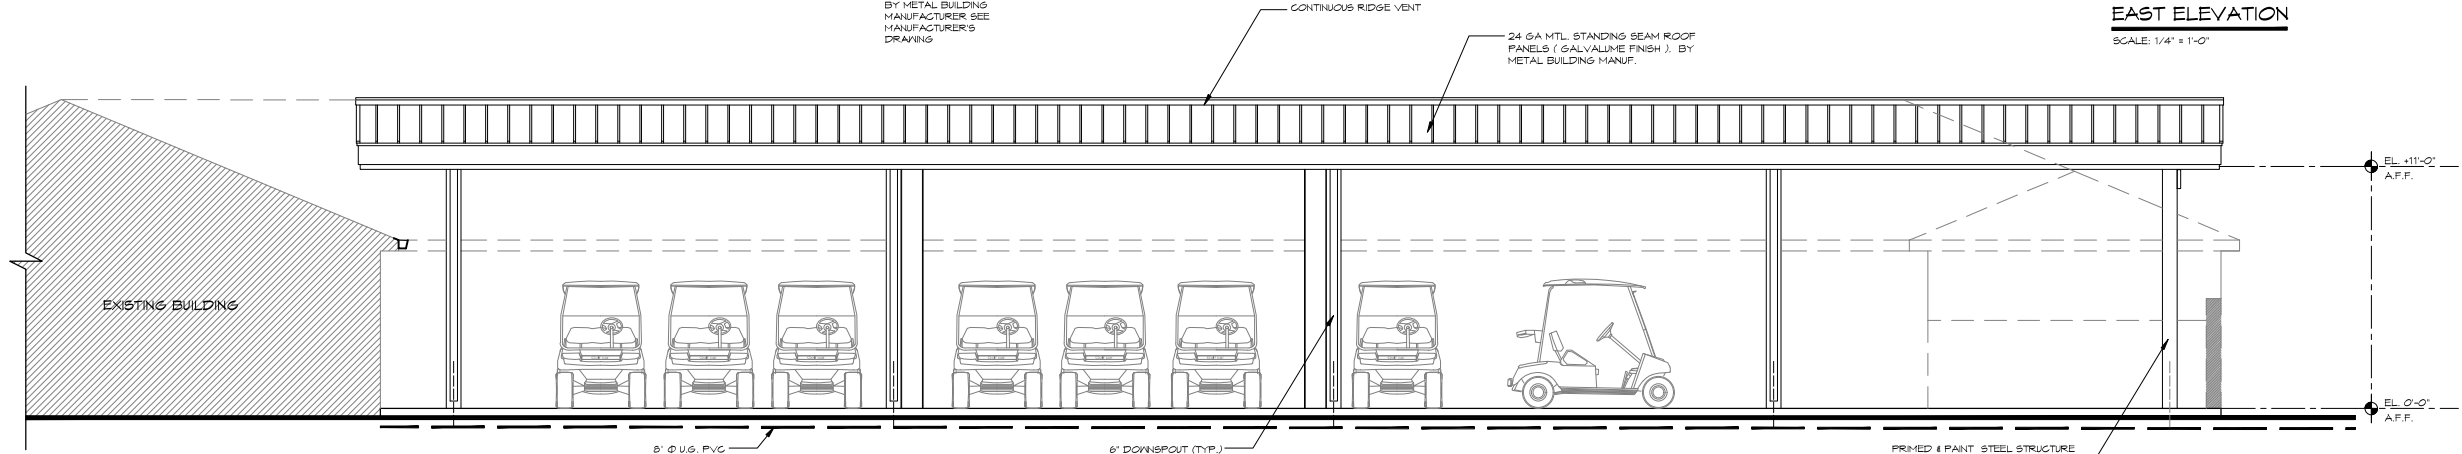 BY METAL BUILDING
MANUFACTURER SEE
MANUFACTURER'S
DRAWING
CONTINUOUS RIDGE VENT
24 GA MTL. STANDING SEAM ROOF
PANELS ( GALVALUME FINISH ). BY
METAL BUILDING MANUF.
EAST ELEVATION
SCALE: 1/4" = 1'-0"
EL. +11'-0"
A.F.F.
EXISTING BUILDING
EL. 0'-0"
A.F.F.
8" Φ U.G. PVC
6" DOWNSPOUT (TYP.)
PRIMED & PAINT STEEL STRUCTURE